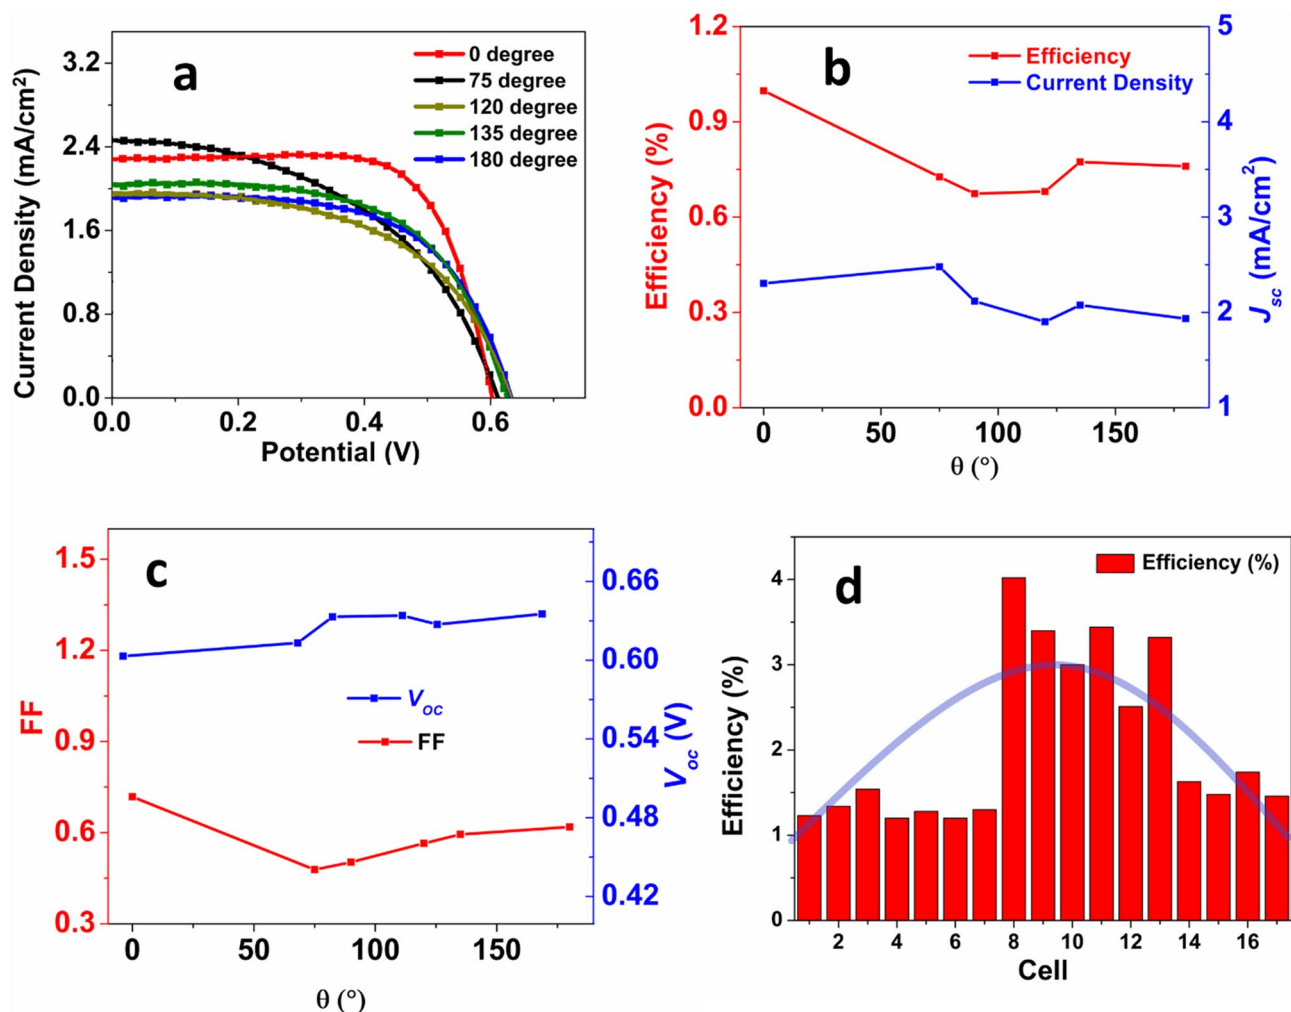 a
0 degree
75 degree
120 degree
135 degree
180 degree
3.2
2.4
1.6
0.8
0.0
Current Density (mA/cm²)
0.0 0.2 0.4 0.6
Potential (V)
b
Efficiency
Current Density
1.2
0.9
0.6
0.3
0.0
Efficiency (%)
5
4
3
2
1
Jsc (mA/cm²)
0 50 100 150
θ (°)
c
1.5
1.2
0.9
0.6
0.3
FF
Voc
FF
0.66
0.60
0.54
0.48
0.42
Voc (V)
0 50 100 150
θ (°)
d
Efficiency (%)
4
3
2
1
0
Efficiency (%)
2 4 6 8 10 12 14 16
Cell